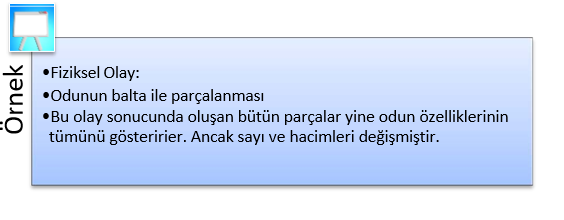 Örnek
•Fiziksel Olay:
•Odunun balta ile parçalanması
•Bu olay sonucunda oluşan bütün parçalar yine odun özelliklerinin
tümünü gösteririer. Ancak sayı ve hacimleri değişmiştir.